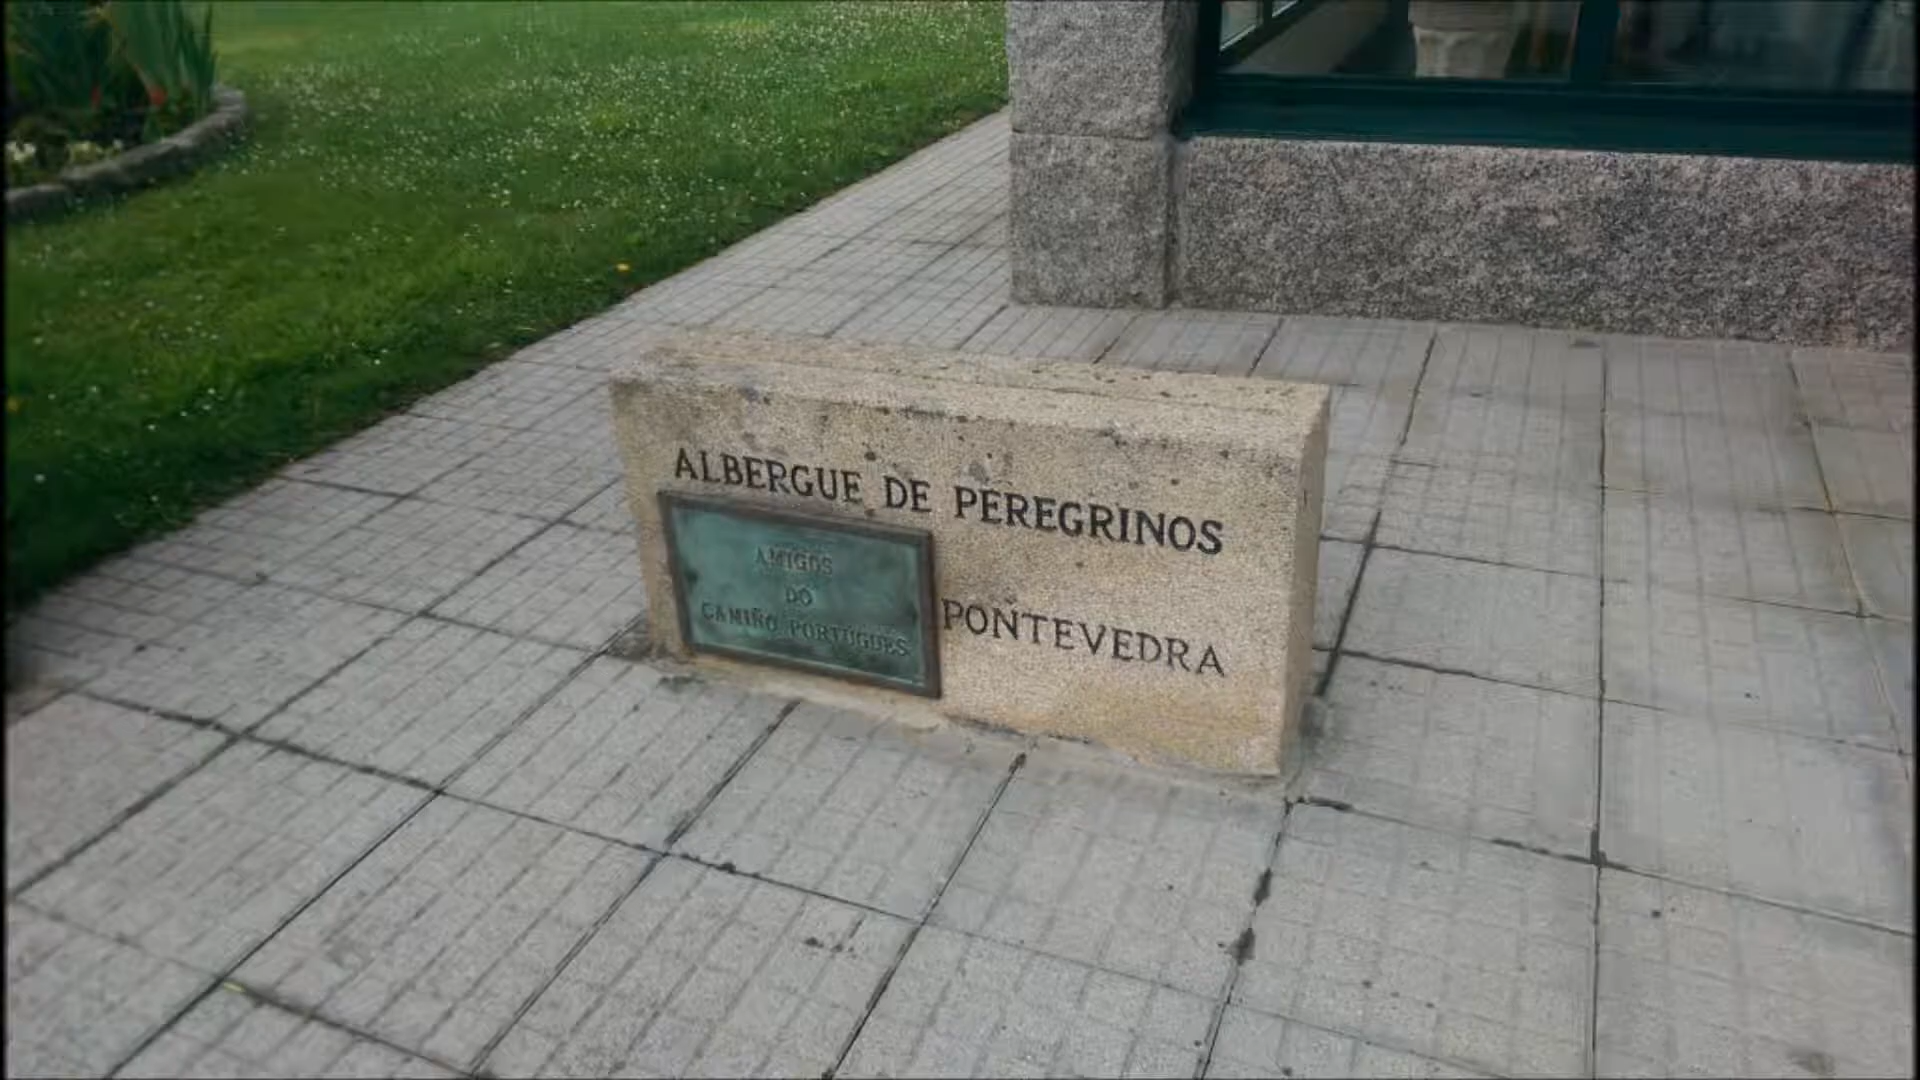 ALBERGUE DE PEREGRINOS
AMIGOS
DO
CAMIÑO PORTUGUES
PONTEVEDRA